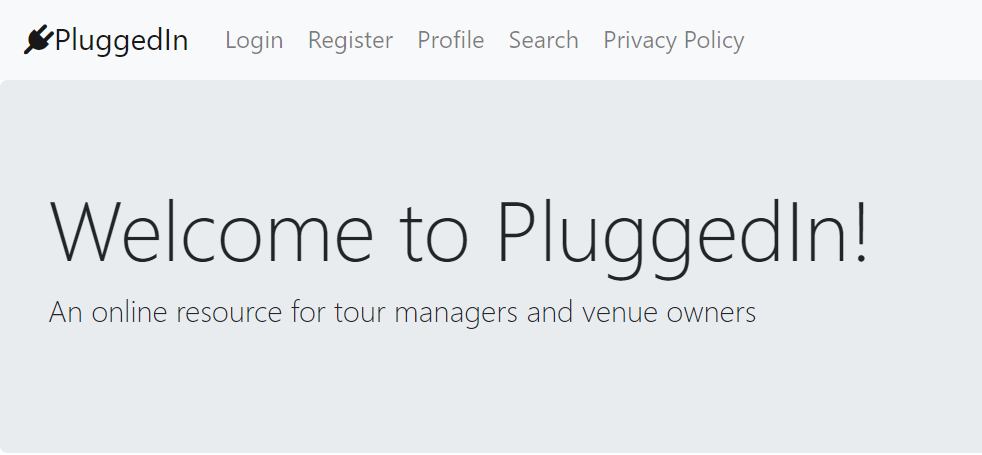 PluggedIn Login Register Profile Search Privacy Policy
Welcome to PluggedIn!
An online resource for tour managers and venue owners